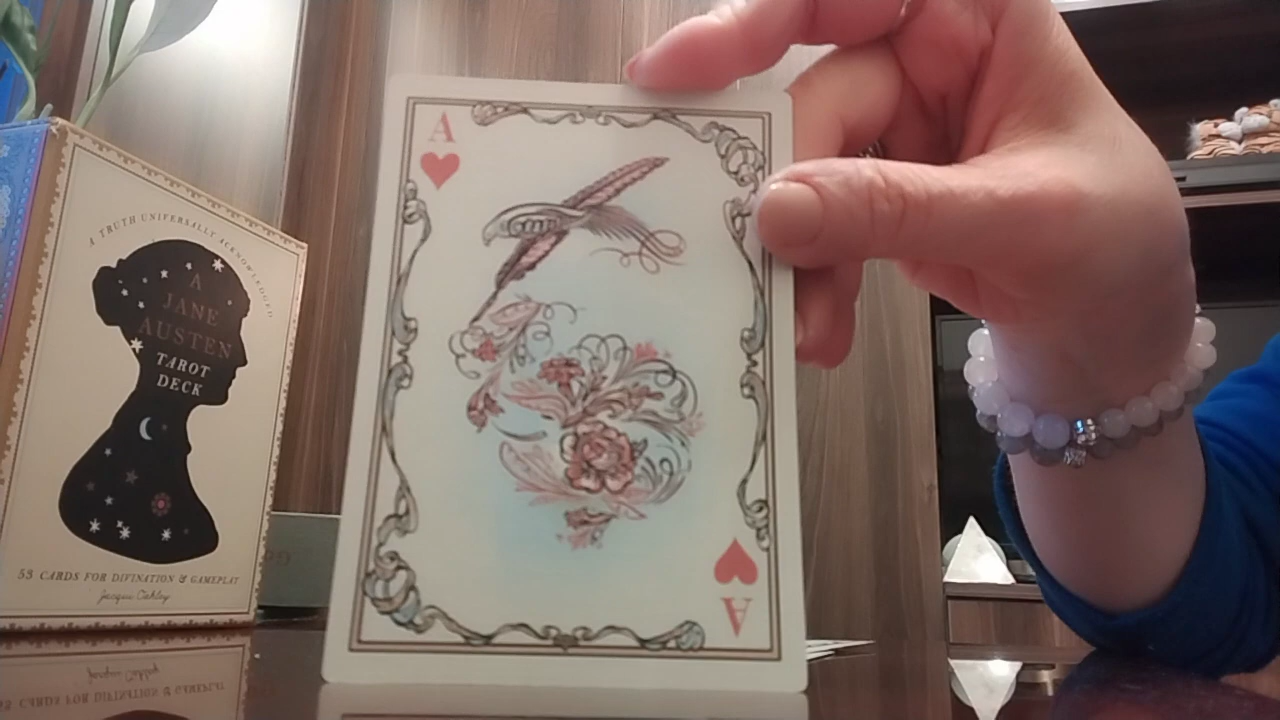 A TRUTH UNIVERSALLY ACKNOWLEDGED
A
JANE
AUSTEN
TAROT
DECK
53 CARDS FOR DIVINATION & GAMEPLAY
Jacqui Oakley
A
A